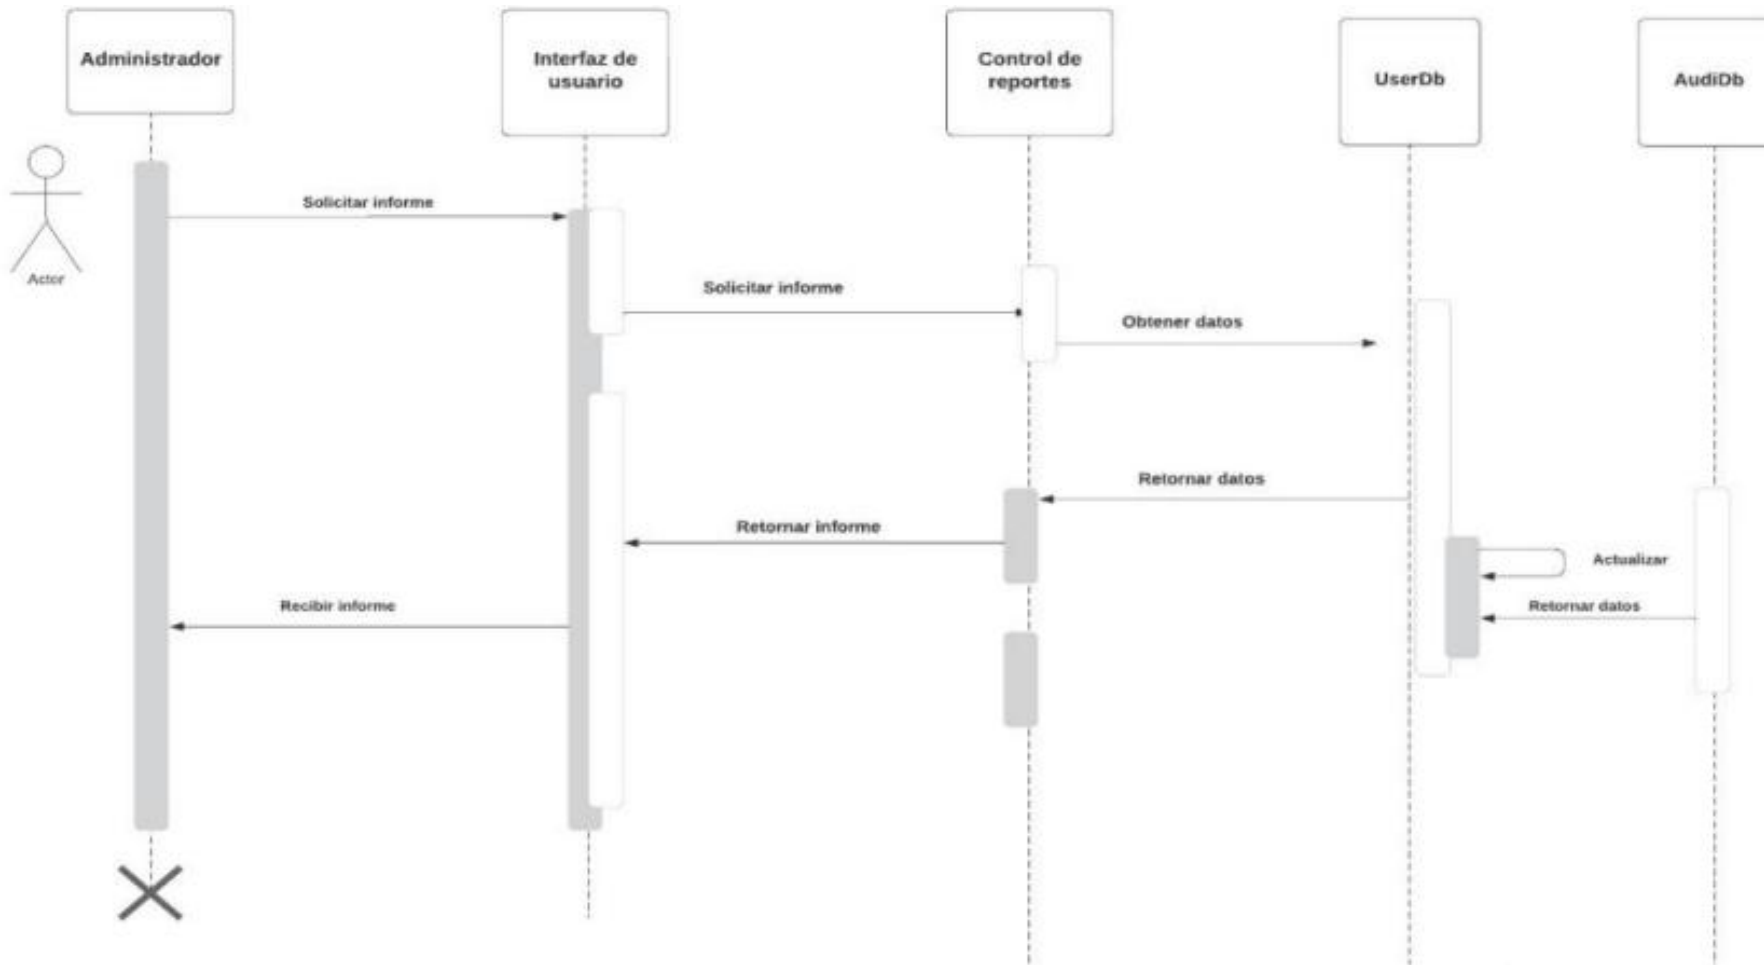 Administrador
Interfaz de
usuario
Control de
reportes
UserDb
AudiDb
Actor
Solicitar informe
Solicitar informe
Obtener datos
Retornar datos
Retornar informe
Actualizar
Recibir informe
Retornar datos